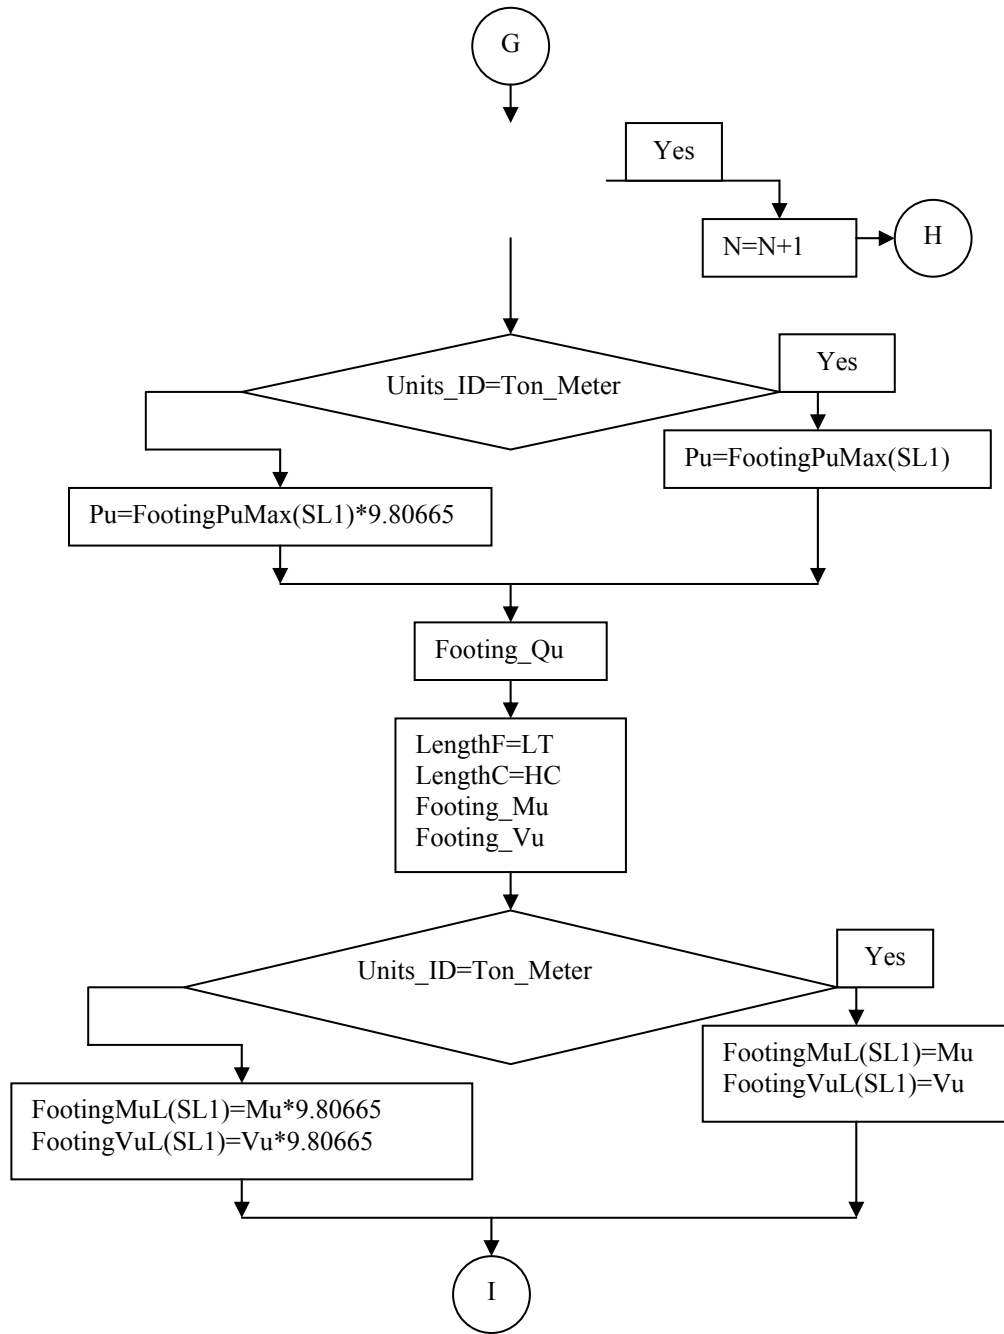 G
Yes
N=N+1
H
Units_ID=Ton_Meter
Yes
Pu=FootingPuMax(SL1)
Pu=FootingPuMax(SL1)*9.80665
Footing_Qu
LengthF=LT
LengthC=HC
Footing_Mu
Footing_Vu
Units_ID=Ton_Meter
Yes
FootingMuL(SL1)=Mu
FootingVuL(SL1)=Vu
FootingMuL(SL1)=Mu*9.80665
FootingVuL(SL1)=Vu*9.80665
I